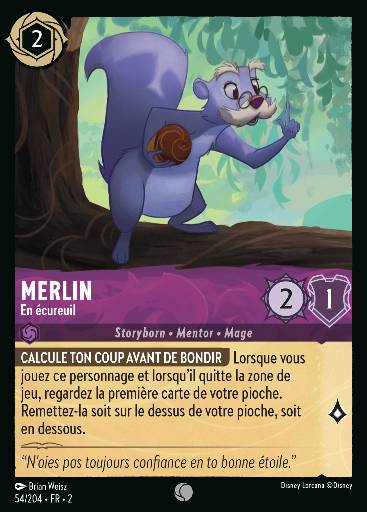 2
MERLIN
En écureuil
2 1
Storyborn • Mentor • Mage
CALCULE TON COUP AVANT DE BONDIR Lorsque vous
jouez ce personnage et lorsqu'il quitte la zone de
jeu, regardez la première carte de votre pioche.
Remettez-la soit sur le dessus de votre pioche, soit
en dessous.
“N'oies pas toujours confiance en to bonne étoile.”
Brian Weisz
Disney Lorcana ©Disney
54/204 • FR • 2